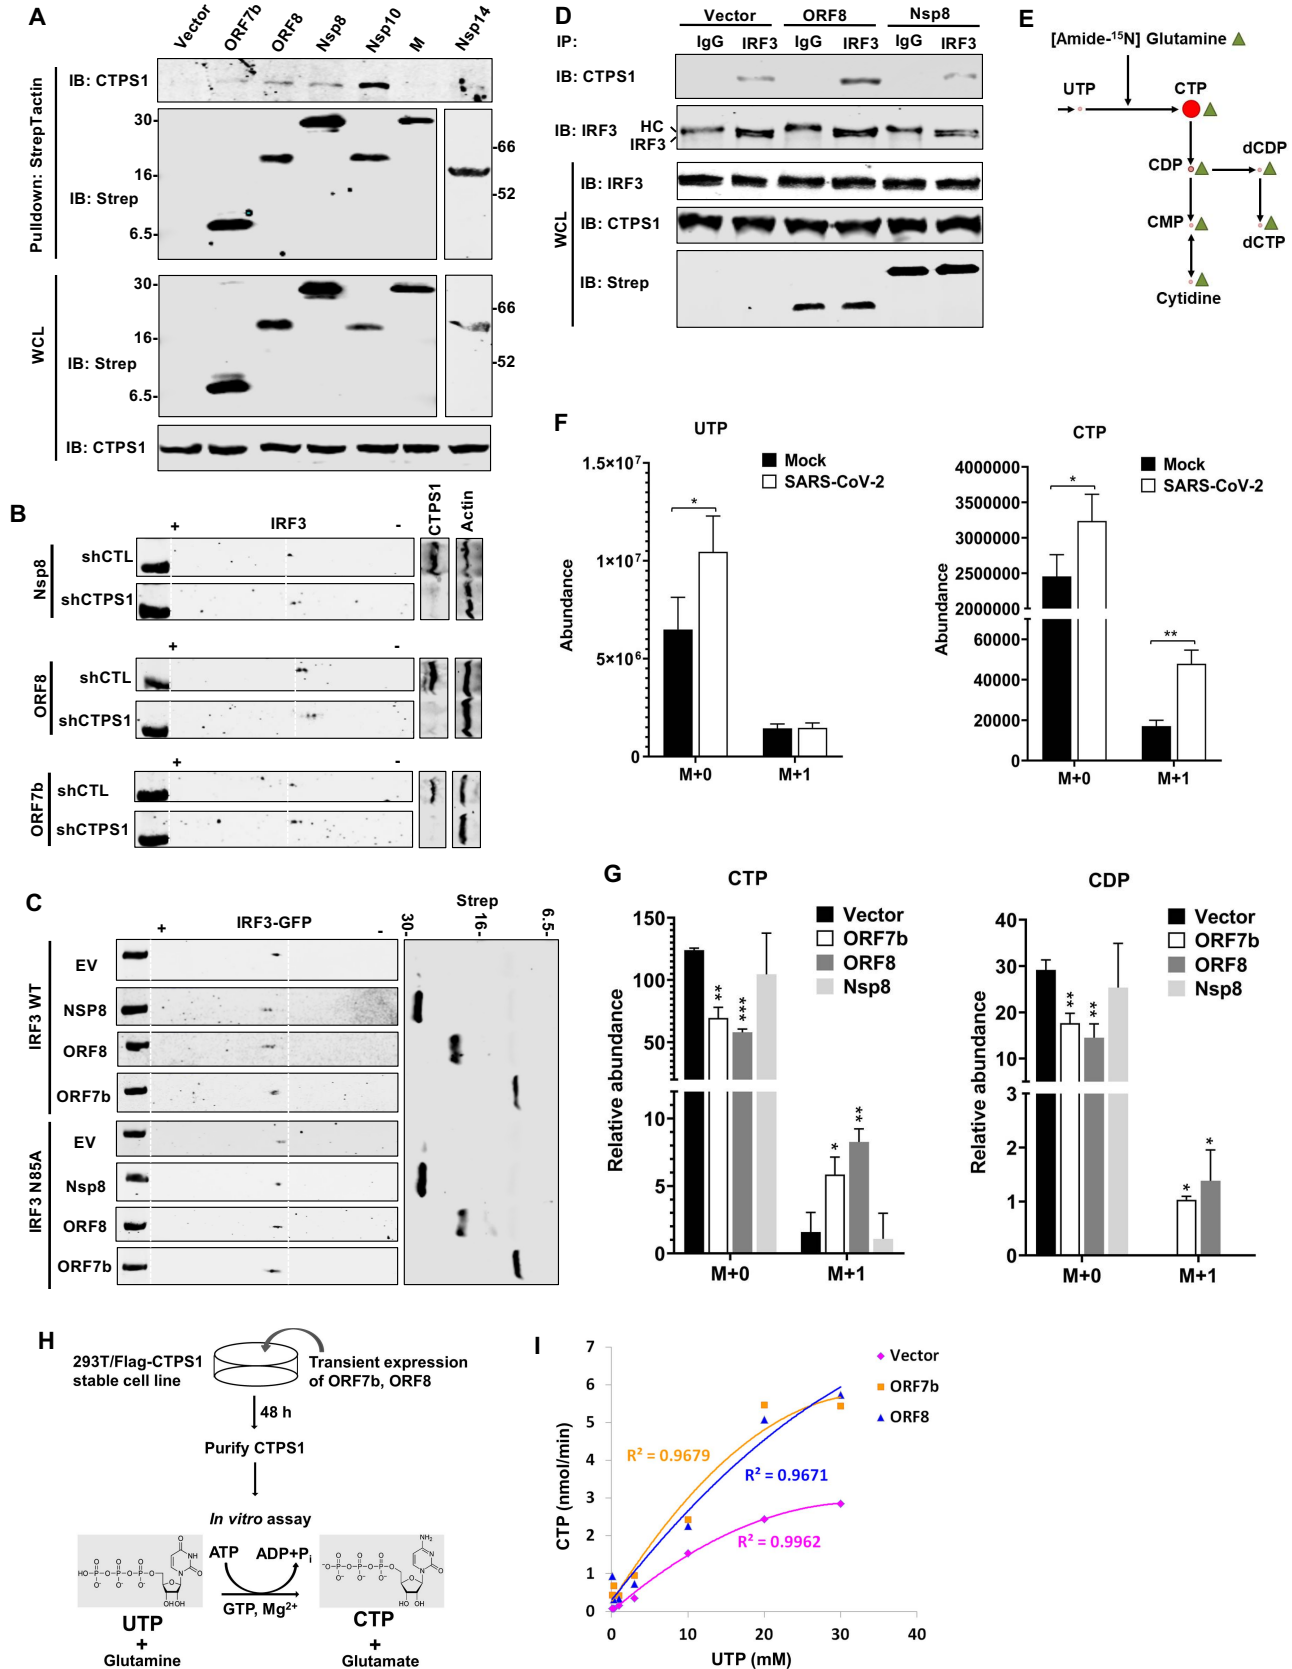 A
Vector
ORF7b
ORF8
Nsp8
Nsp10
M
Nsp14
Pulldown: StrepTactin
IB: CTPS1
30-
16-
6.5-
IB: Strep
-66
-52
WCL
30-
16-
6.5-
IB: Strep
-66
-52
IB: CTPS1
B
+ IRF3 -
CTPS1
Actin
Nsp8
shCTL
shCTPS1
+ -
ORF8
shCTL
shCTPS1
+ -
ORF7b
shCTL
shCTPS1
C
+ IRF3-GFP -
Strep
30-
16-
6.5-
IRF3 WT
EV
NSP8
ORF8
ORF7b
IRF3 N85A
EV
Nsp8
ORF8
ORF7b
D
Vector ORF8 Nsp8
IP: IgG IRF3 IgG IRF3 IgG IRF3
IB: CTPS1
IB: IRF3
HC
IRF3
WCL
IB: IRF3
IB: CTPS1
IB: Strep
E
[Amide-¹⁵N] Glutamine
UTP
CTP
CDP
dCDP
CMP
dCTP
Cytidine
F
UTP
Mock
SARS-CoV-2
Abundance
1.5×10⁷
1×10⁷
5×10⁶
0
*
M+0 M+1
CTP
Mock
SARS-CoV-2
Abundance
4000000
3500000
3000000
2500000
2000000
60000
40000
20000
0
*
**
M+0 M+1
G
CTP
Vector
ORF7b
ORF8
Nsp8
Relative abundance
150
100
50
10
5
0
**
***
*
**
M+0 M+1
CDP
Vector
ORF7b
ORF8
Nsp8
Relative abundance
40
30
20
10
3
2
1
0
**
**
*
*
M+0 M+1
H
293T/Flag-CTPS1
stable cell line
Transient expression
of ORF7b, ORF8
48 h
Purify CTPS1
In vitro assay
ATP ADP+Pᵢ
GTP, Mg²⁺
UTP
+
Glutamine
CTP
+
Glutamate
I
Vector
ORF7b
ORF8
CTP (nmol/min)
7
6
5
4
3
2
1
0
R² = 0.9679
R² = 0.9671
R² = 0.9962
0 10 20 30 40
UTP (mM)